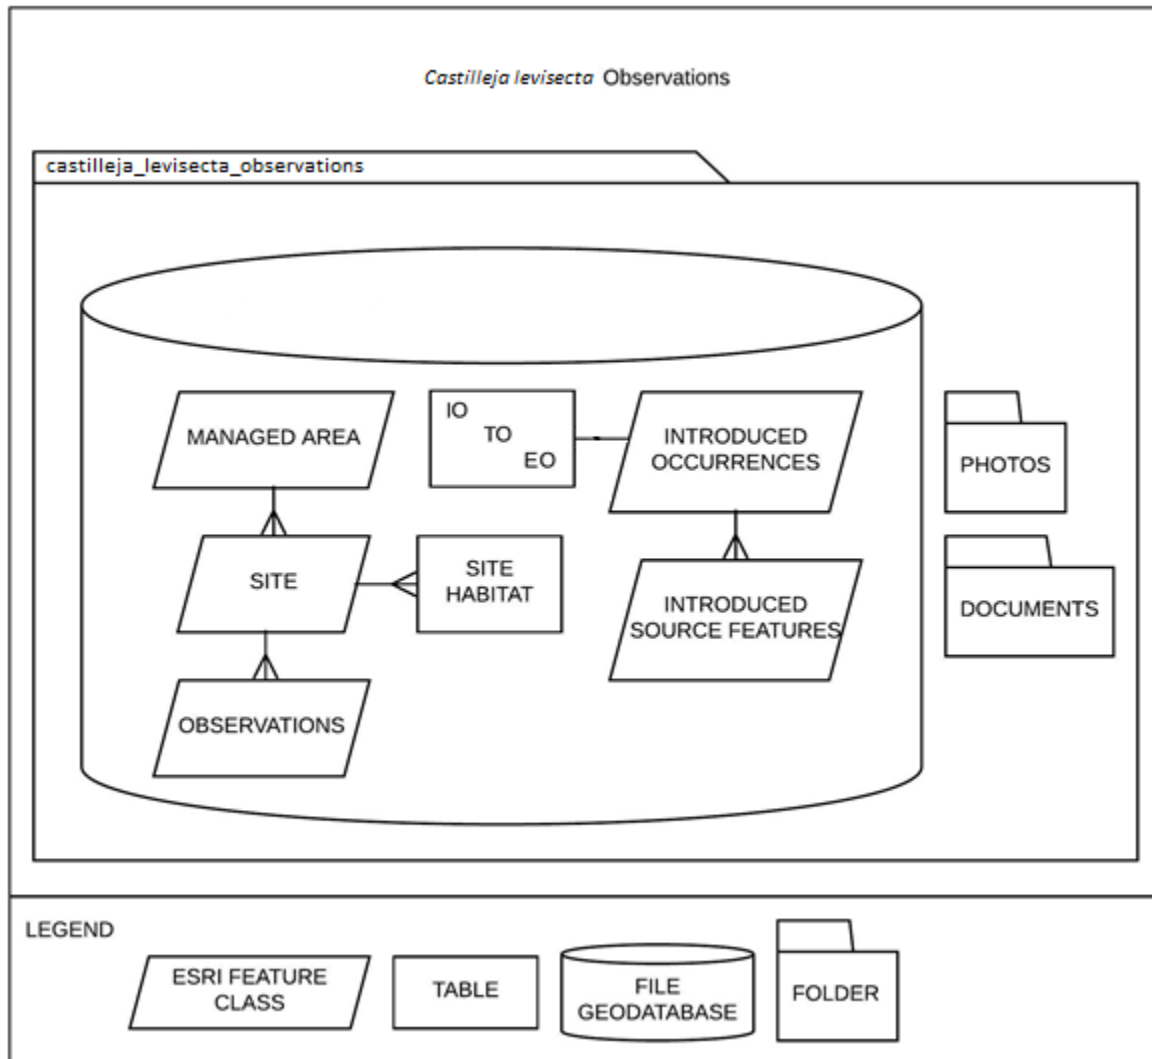 Castilleja levisecta Observations
castilleja_levisecta_observations
MANAGED AREA
IO
TO
EO
INTRODUCED
OCCURRENCES
PHOTOS
SITE
SITE
HABITAT
INTRODUCED
SOURCE FEATURES
DOCUMENTS
OBSERVATIONS
LEGEND
ESRI FEATURE
CLASS
TABLE
FILE
GEODATABASE
FOLDER